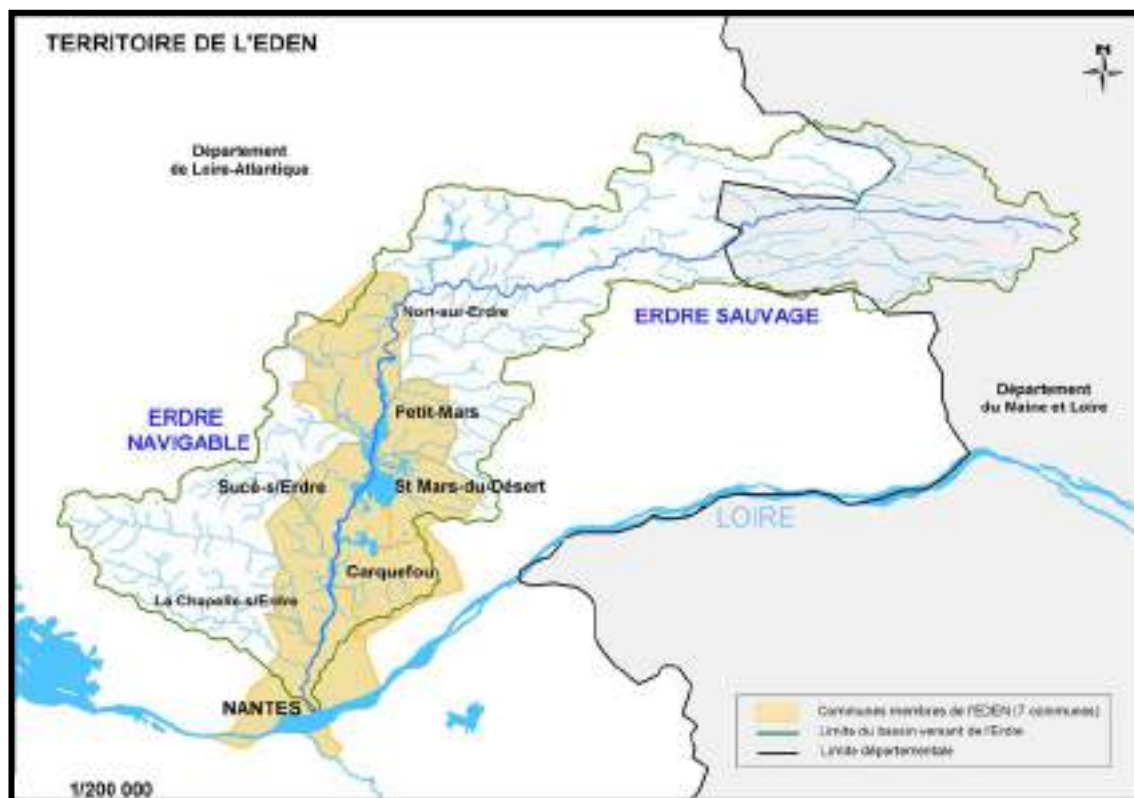 TERRITOIRE DE L'EDEN
N
Département
de Loire-Atlantique
Nort-sur-Erdre
ERDRE SAUVAGE
Département
du Maine et Loire
ERDRE
NAVIGABLE
Petit-Mars
Sucé-s/Erdre
St Mars-du-Désert
LOIRE
Carquefou
La Chapelle-s/Erdre
NANTES
Communes membres de l'EDEN (7 communes)
Limite du bassin versant de l'Erdre
Limite départementale
1/200 000